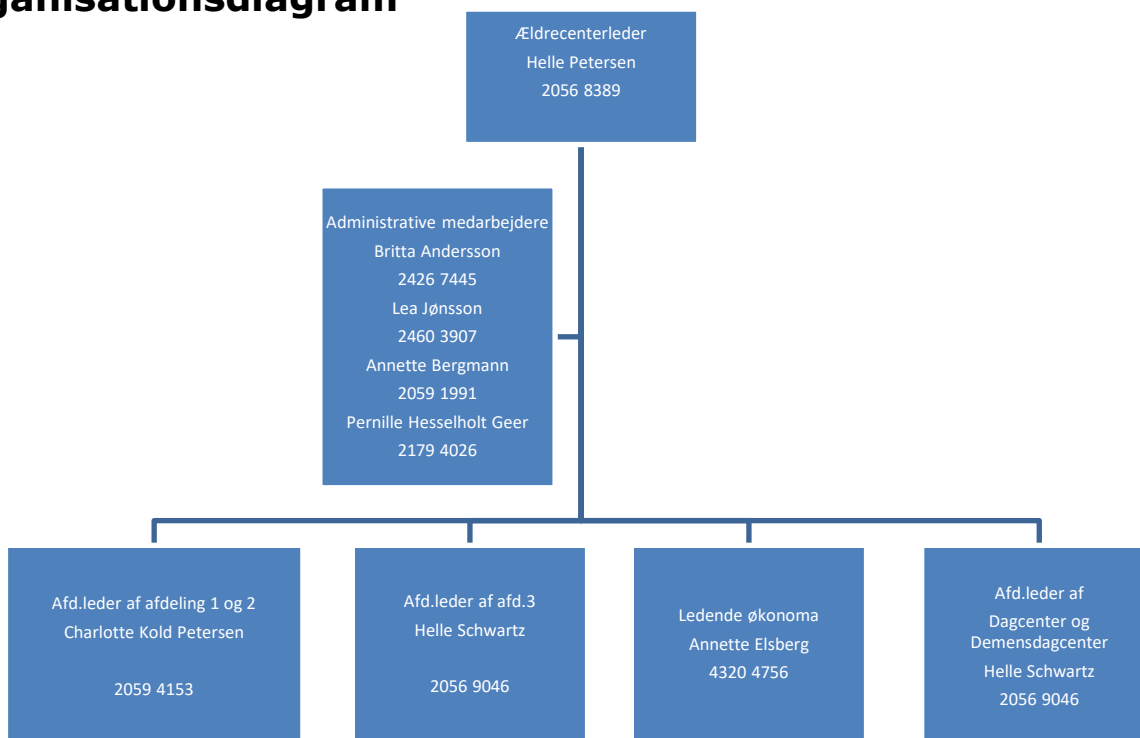 ganisationsdiagram
Ældrecenterleder
Helle Petersen
2056 8389
Administrative medarbejdere
Britta Andersson
2426 7445
Lea Jønsson
2460 3907
Annette Bergmann
2059 1991
Pernille Hesselholt Geer
2179 4026
Afd.leder af afdeling 1 og 2
Charlotte Kold Petersen
2059 4153
Afd.leder af afd.3
Helle Schwartz
2056 9046
Ledende økonoma
Annette Elsberg
4320 4756
Afd.leder af
Dagcenter og
Demensdagcenter
Helle Schwartz
2056 9046